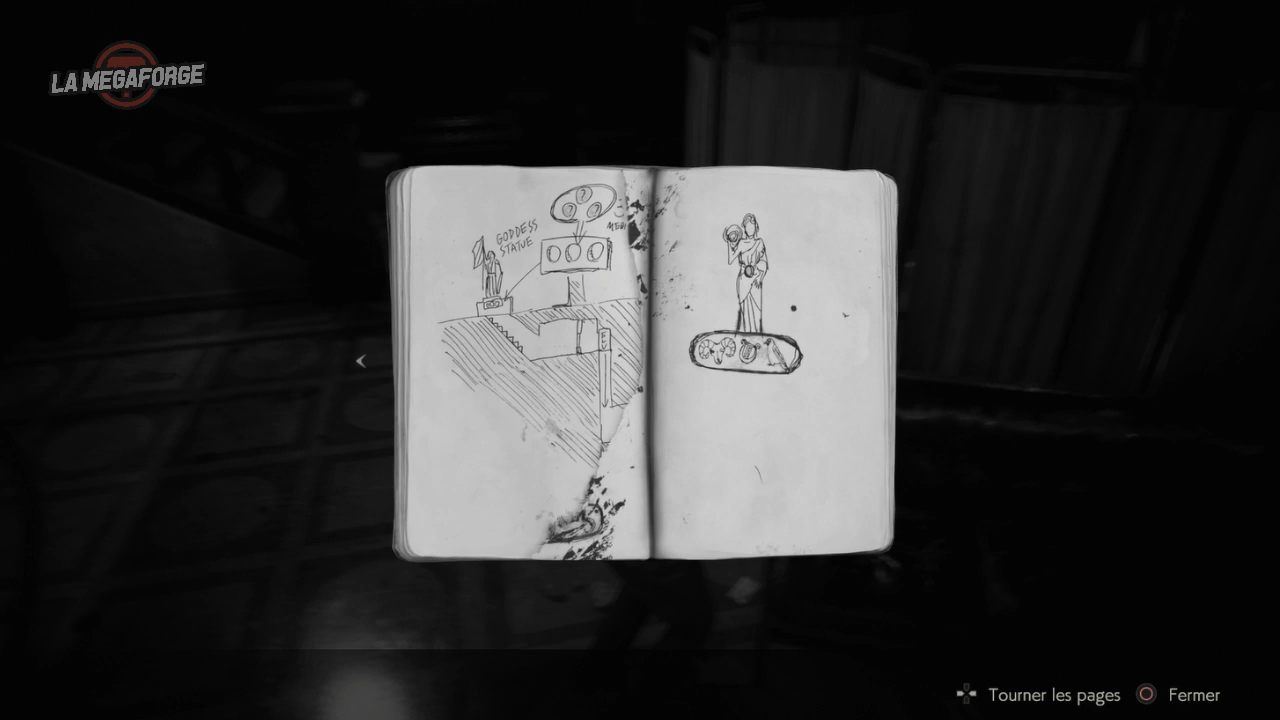 LA MEGAFORGE
GODDESS
STATUE
Tourner les pages
Fermer